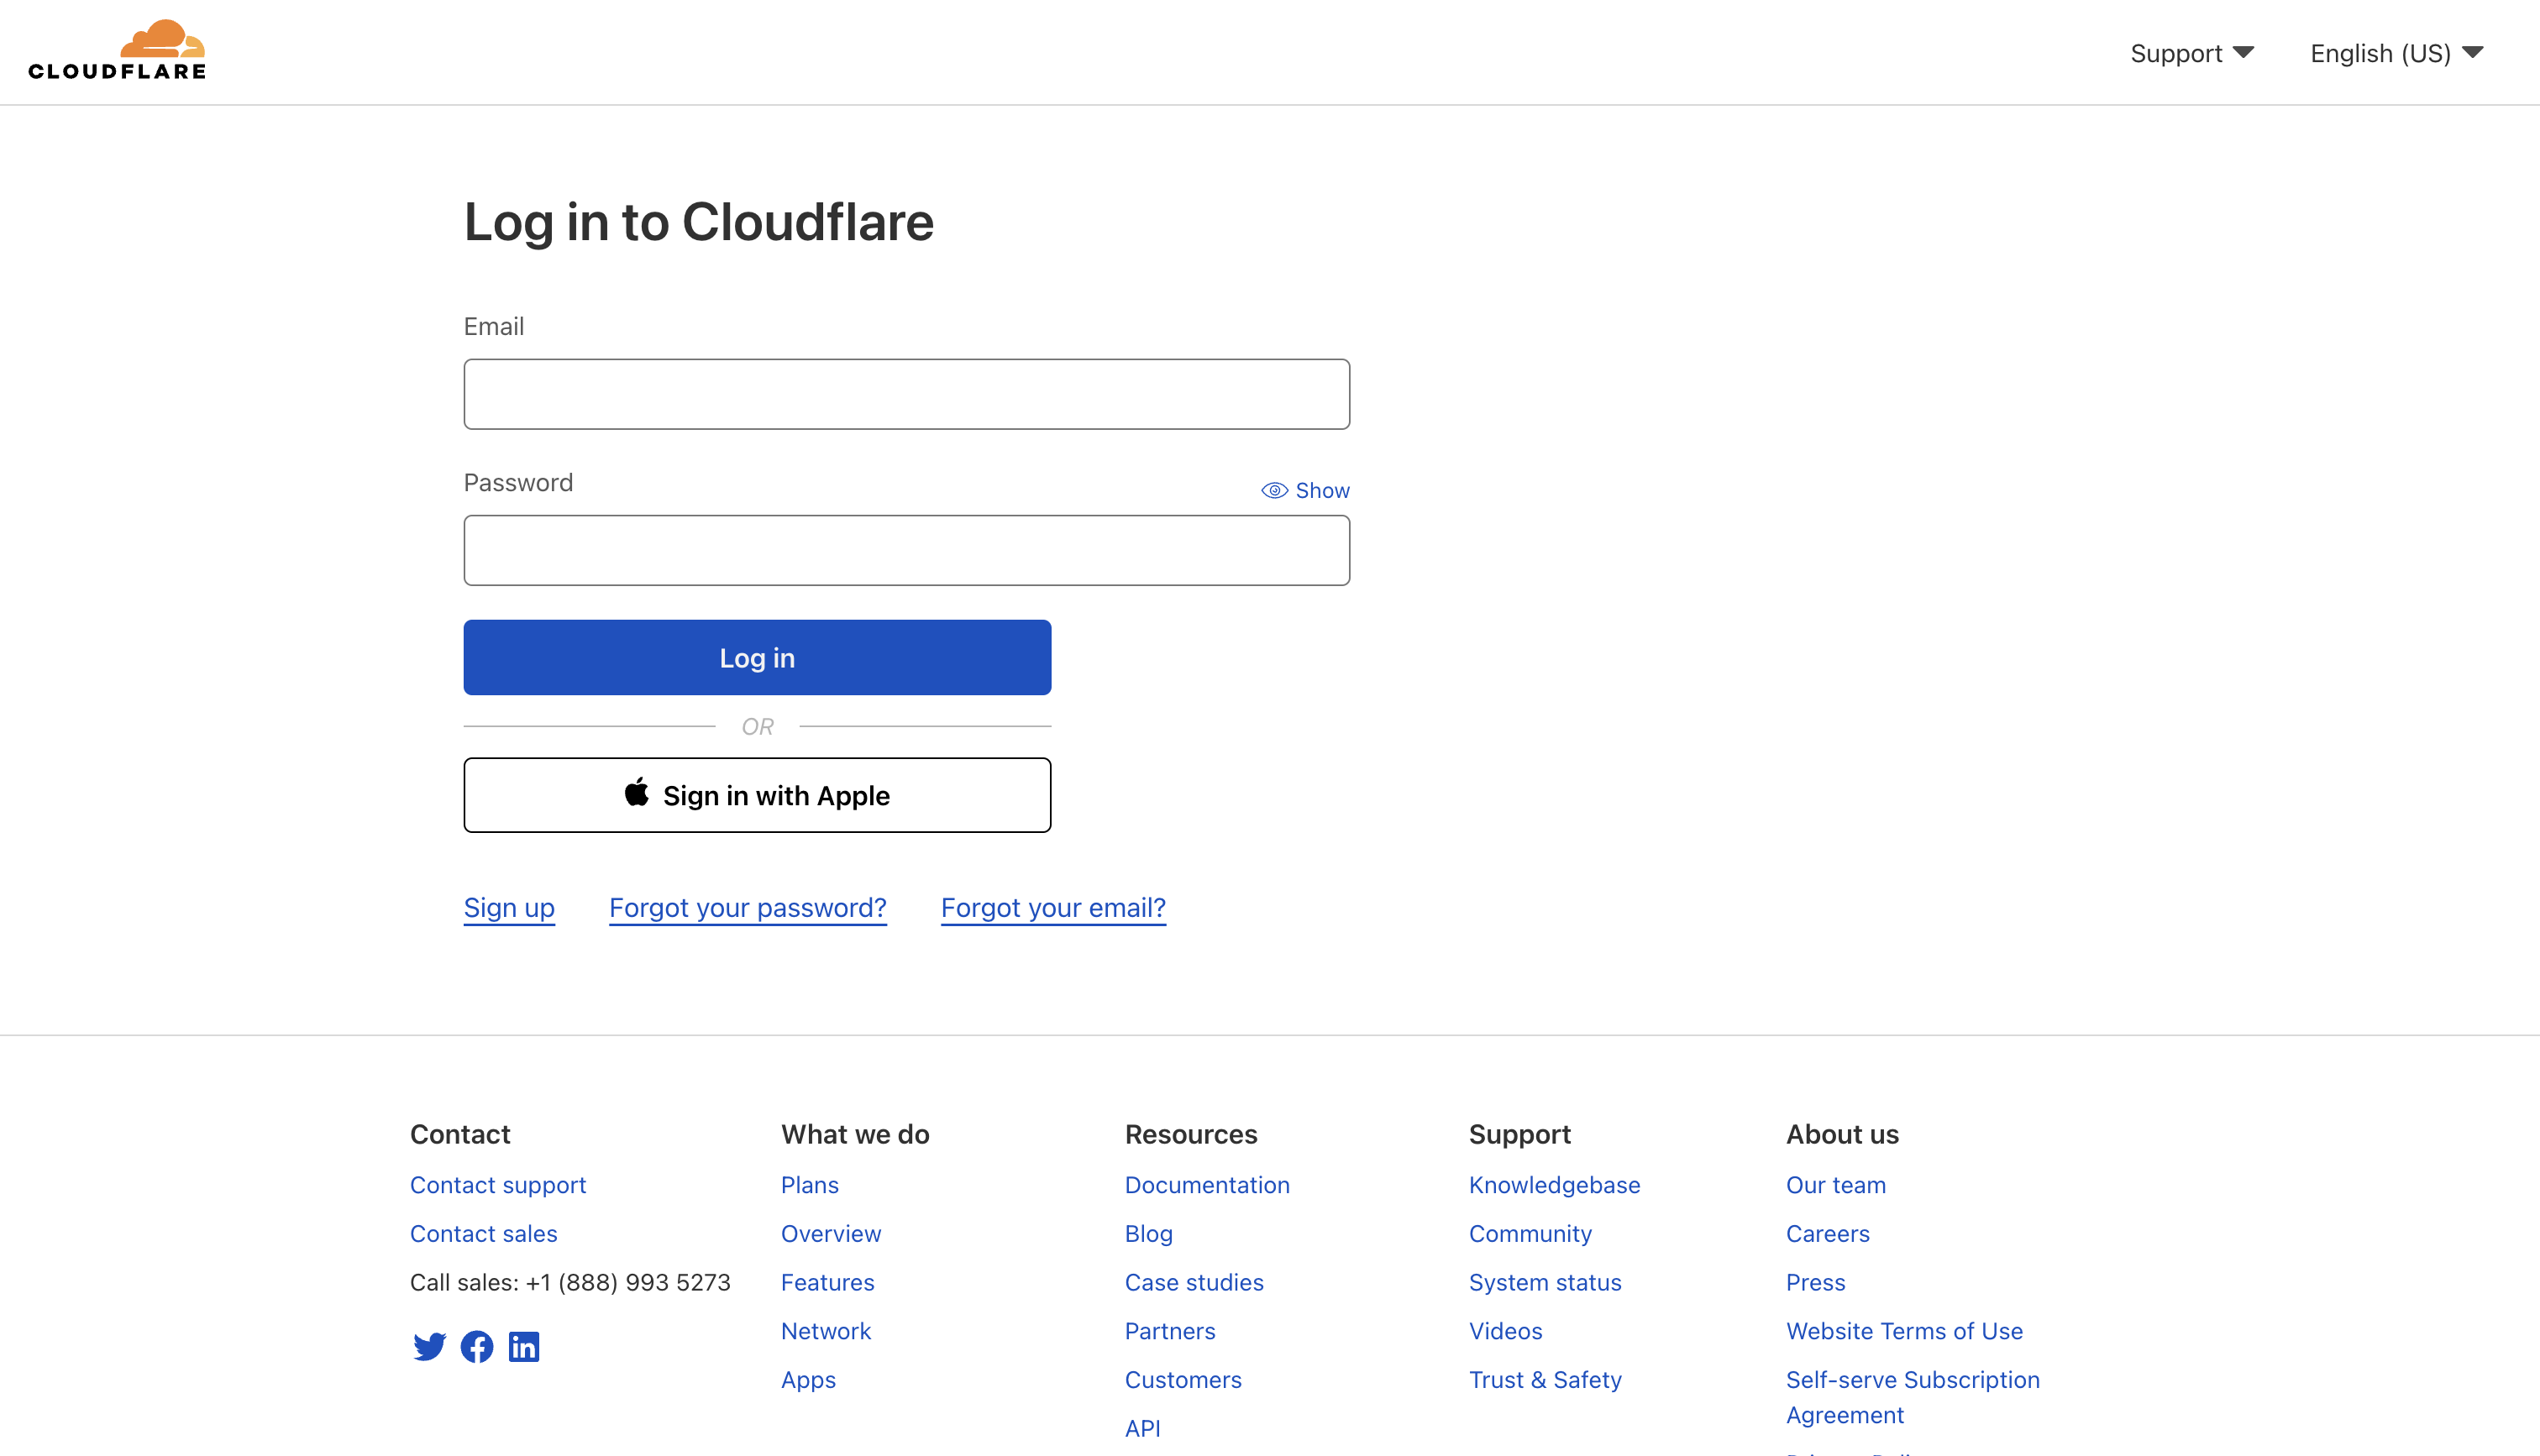 CLOUDFLARE
Support
English (US)
Log in to Cloudflare
Email
Password
Show
Log in
OR
Sign in with Apple
Sign up
Forgot your password?
Forgot your email?
Contact
Contact support
Contact sales
Call sales: +1 (888) 993 5273
What we do
Plans
Overview
Features
Network
Apps
Resources
Documentation
Blog
Case studies
Partners
Customers
API
Support
Knowledgebase
Community
System status
Videos
Trust & Safety
About us
Our team
Careers
Press
Website Terms of Use
Self-serve Subscription
Agreement